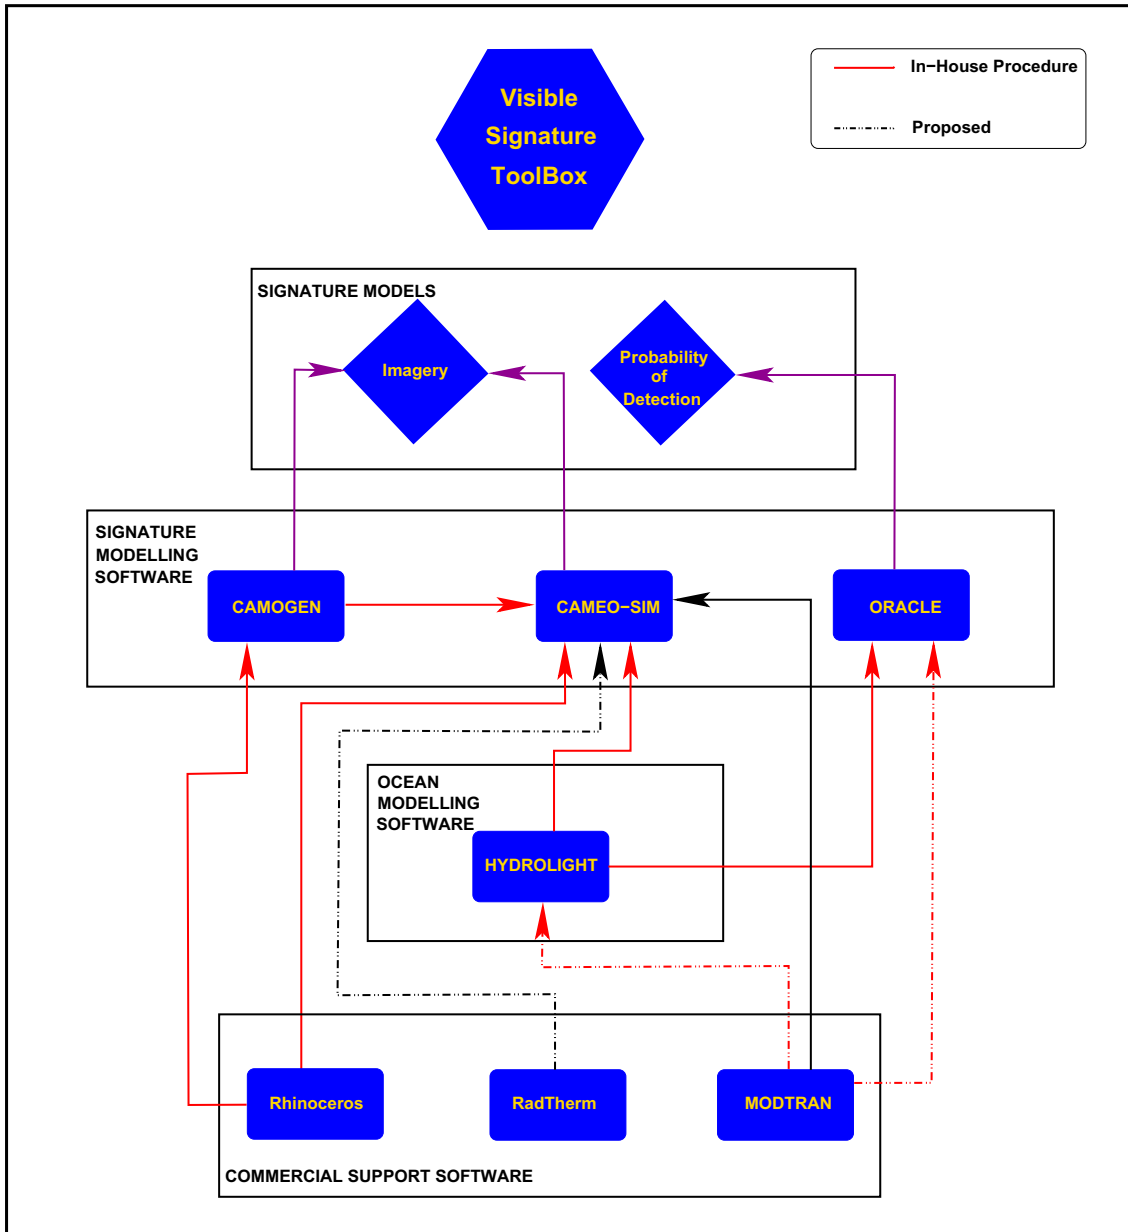 Visible
Signature
ToolBox
In−House Procedure
Proposed
SIGNATURE MODELS
Imagery
Probability
of
Detection
SIGNATURE
MODELLING
SOFTWARE
CAMOGEN
CAMEO−SIM
ORACLE
OCEAN
MODELLING
SOFTWARE
HYDROLIGHT
Rhinoceros
RadTherm
MODTRAN
COMMERCIAL SUPPORT SOFTWARE